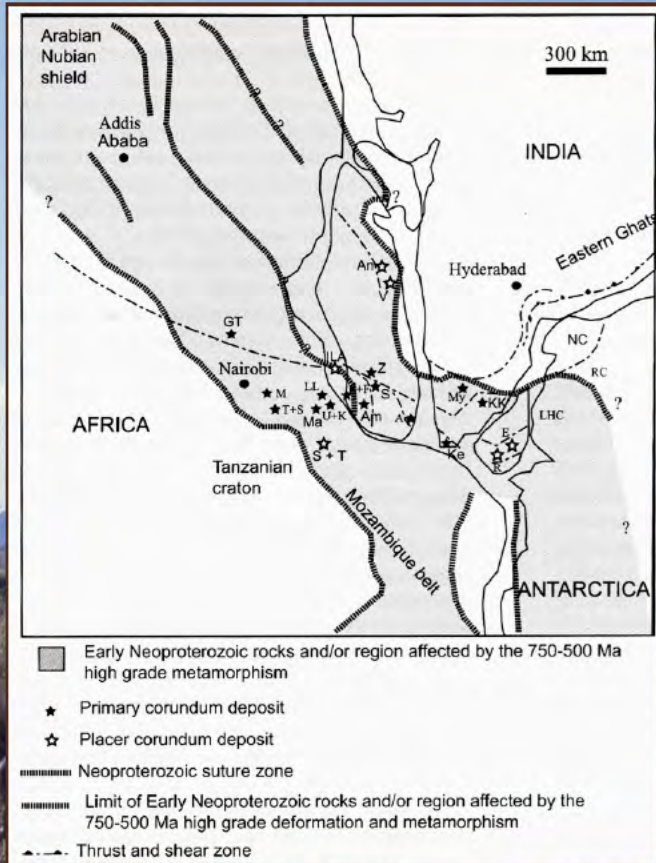 Arabian
Nubian
shield
300 km
Addis
Ababa
INDIA
?
?
?
?
?
Eastern Ghats
Hyderabad
An
GT
NC
RC
?
Nairobi
Z
LL
+F
S
My
M
KK
T+S
Ma
U+K
Am
A
LHC
?
AFRICA
E
Ke
S + T
R
Tanzanian
craton
Mozambique belt
?
ANTARCTICA
Early Neoproterozoic rocks and/or region affected by the 750-500 Ma
high grade metamorphism
Primary corundum deposit
Placer corundum deposit
Neoproterozoic suture zone
Limit of Early Neoproterozoic rocks and/or region affected by the
750-500 Ma high grade deformation and metamorphism
Thrust and shear zone